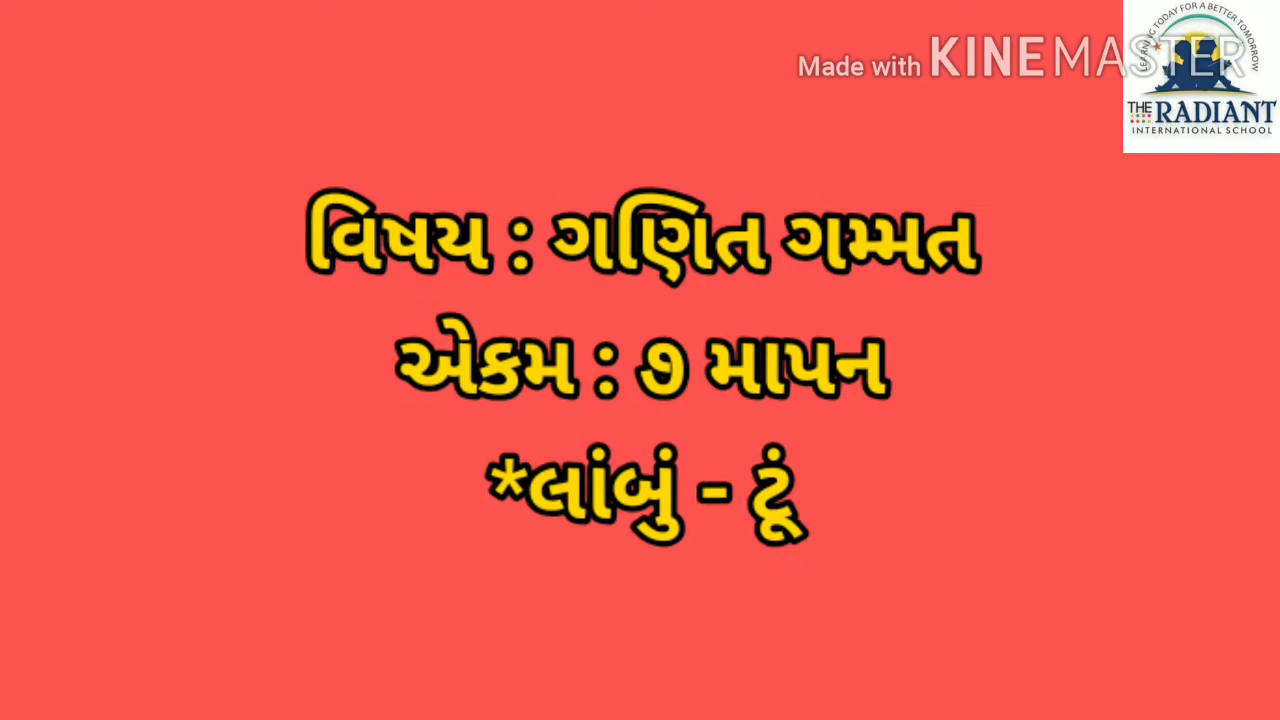 Made with KINEMASTER
LEARNING TODAY FOR A BETTER TOMORROW
THE RADIANT
INTERNATIONAL SCHOOL
વિષય : ગણિત ગમ્મત
એકમ : ૭ માપન
*લાંબું - ટૂં